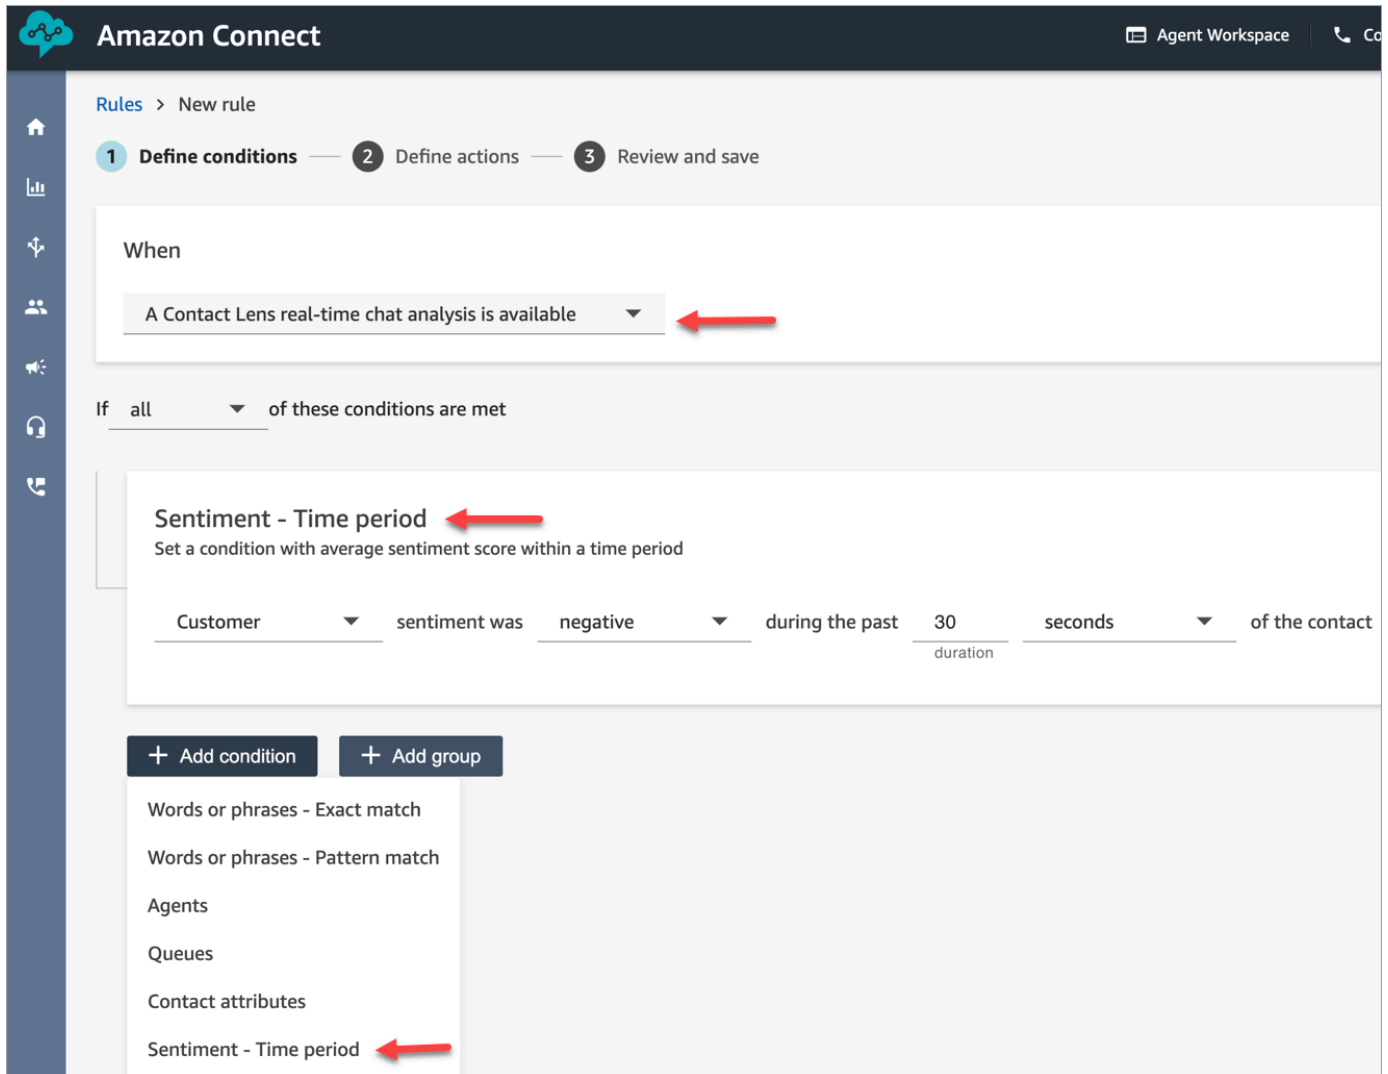 Amazon Connect
Agent Workspace
Co
Rules > New rule
1 Define conditions 2 Define actions 3 Review and save
When
A Contact Lens real-time chat analysis is available
If all of these conditions are met
Sentiment - Time period
Set a condition with average sentiment score within a time period
Customer sentiment was negative during the past 30 seconds of the contact
duration
+ Add condition + Add group
Words or phrases - Exact match
Words or phrases - Pattern match
Agents
Queues
Contact attributes
Sentiment - Time period